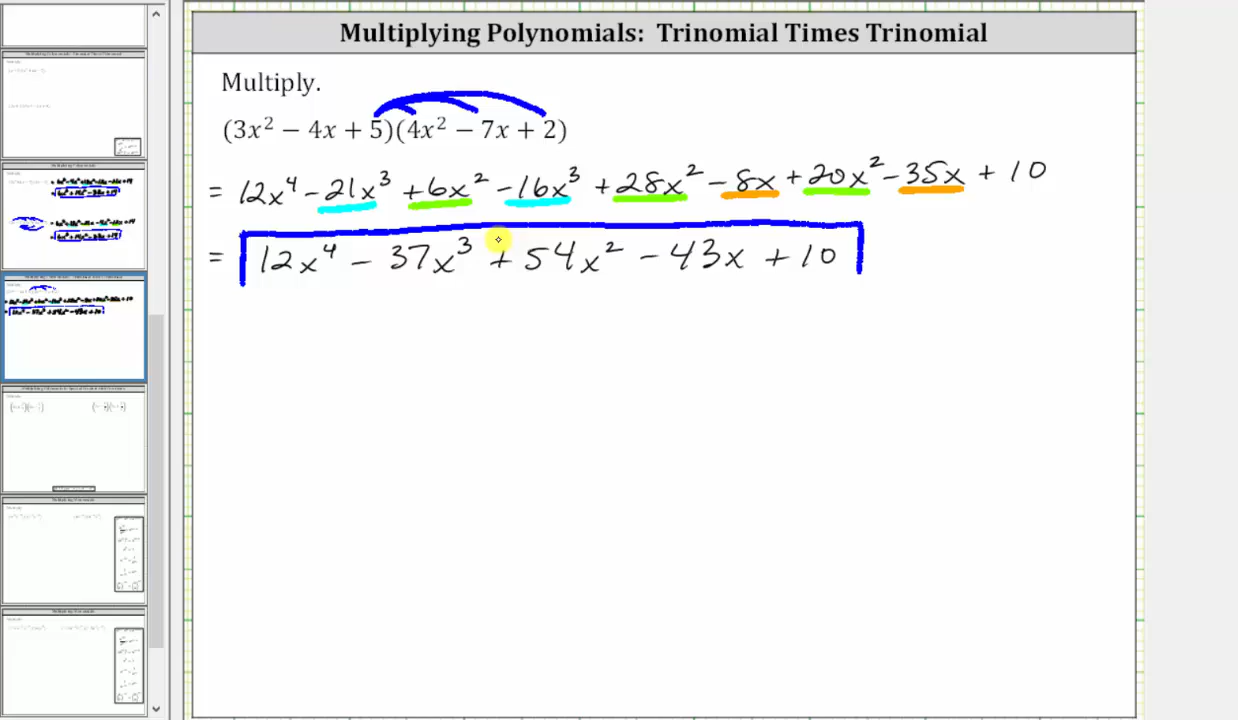 Multiplying Polynomials: Trinomial Times Trinomial
Multiply.
(3x² − 4x + 5)(4x² − 7x + 2)
= 12x⁴ − 21x³ + 6x² − 16x³ + 28x² − 8x + 20x² − 35x + 10
= 12x⁴ − 37x³ + 54x² − 43x + 10